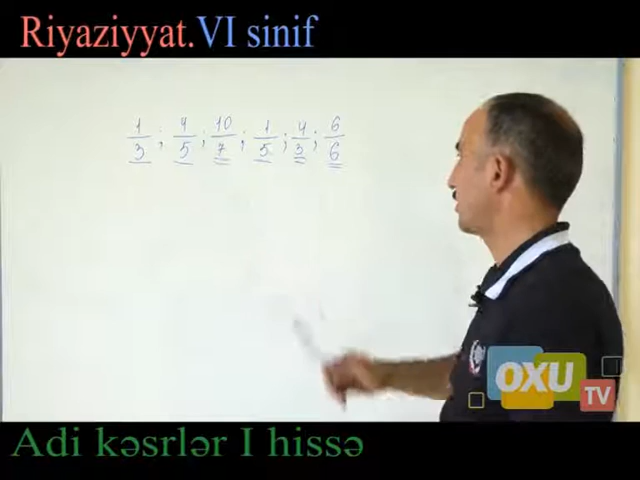 Riyaziyyat.VI sinif
1/3 ; 4/5 ; 10/7 ; 1/5 ; 4/3 ; 6/6
OXU TV
Adi kəsrlər I hissə